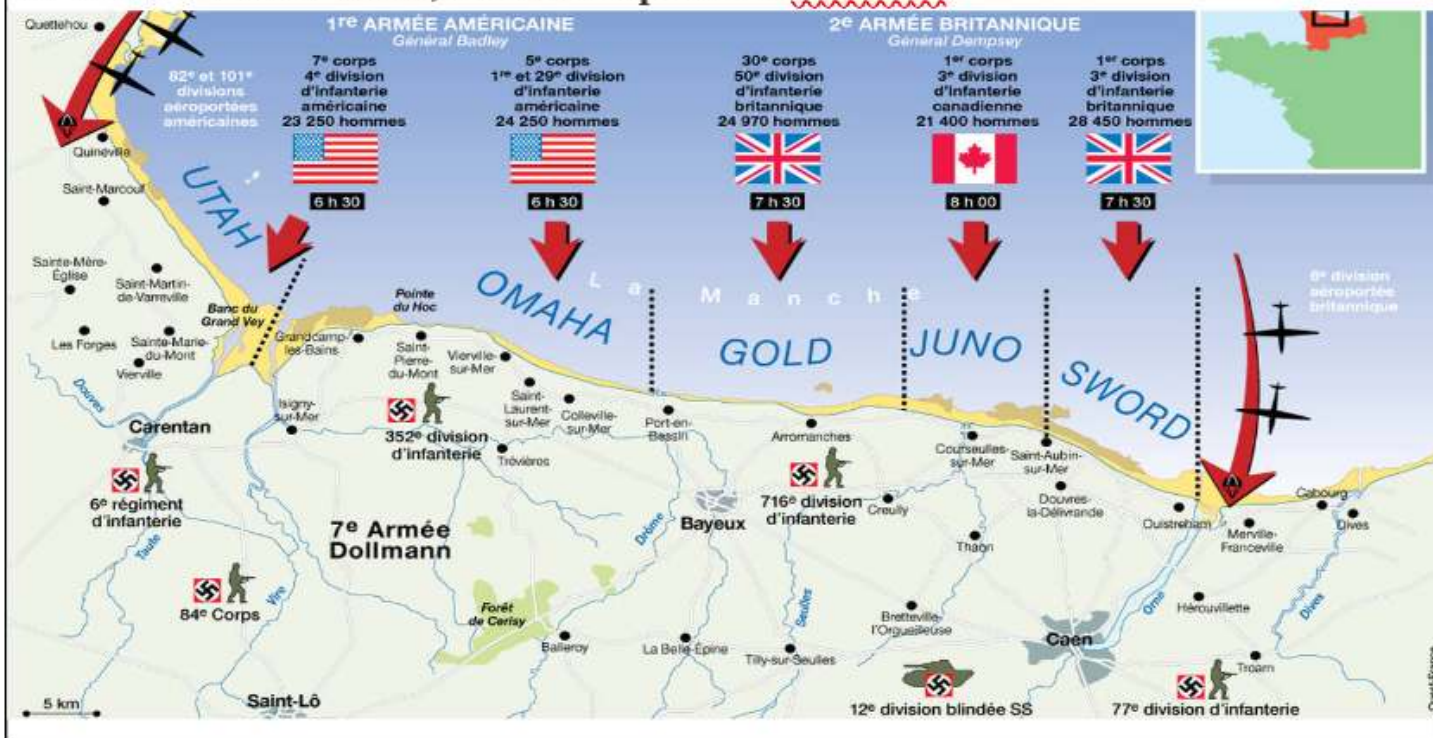 1re ARMÉE AMÉRICAINE
Général Badley
2e ARMÉE BRITANNIQUE
Général Dempsey
Quettehou
82e et 101e
divisions
aéroportées
américaines
7e corps
4e division
d'infanterie
américaine
23 250 hommes
6 h 30
5e corps
1re et 29e division
d'infanterie
américaine
24 250 hommes
6 h 30
30e corps
50e division
d'infanterie
britannique
24 970 hommes
7 h 30
1er corps
3e division
d'infanterie
canadienne
21 400 hommes
8 h 00
1er corps
3e division
d'infanterie
britannique
28 450 hommes
7 h 30
6e division
aéroportée
britannique
UTAH
OMAHA
GOLD
JUNO
SWORD
La Manche
Quinéville
Saint-Marcouf
Sainte-Mère-
Église
Saint-Martin-
de-Varreville
Banc du
Grand Vey
Pointe
du Hoc
Les Forges
Sainte-Marie-
du-Mont
Vierville
Grandcamp-
les-Bains
Saint-
Pierre-
du-Mont
Vierville-
sur-Mer
Saint-
Laurent-
sur-Mer
Colleville-
sur-Mer
Port-en-
Bessin
Arromanches
Courseulles-
sur-Mer
Saint-Aubin-
sur-Mer
Douvres-
la-Délivrande
Ouistreham
Merville-
Franceville
Cabourg
Dives
Douves
Carentan
Isigny-
sur-Mer
352e division
d'infanterie
Trévières
6e régiment
d'infanterie
7e Armée
Dollmann
Taute
Vire
84e Corps
Drôme
Bayeux
716e division
d'infanterie
Creully
Thaon
Forêt
de Cerisy
Balleroy
La Belle-Épine
Seulles
Tilly-sur-Seulles
Bretteville-
l'Orgueilleuse
Caen
Orne
Hérouvillette
Dives
Troarn
12e division blindée SS
77e division d'infanterie
Saint-Lô
5 km
Ouest-France